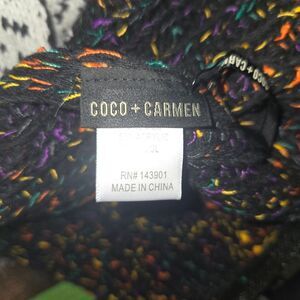 COCO + CARMEN
COCO + CAR
RN# 143901
MADE IN CHINA